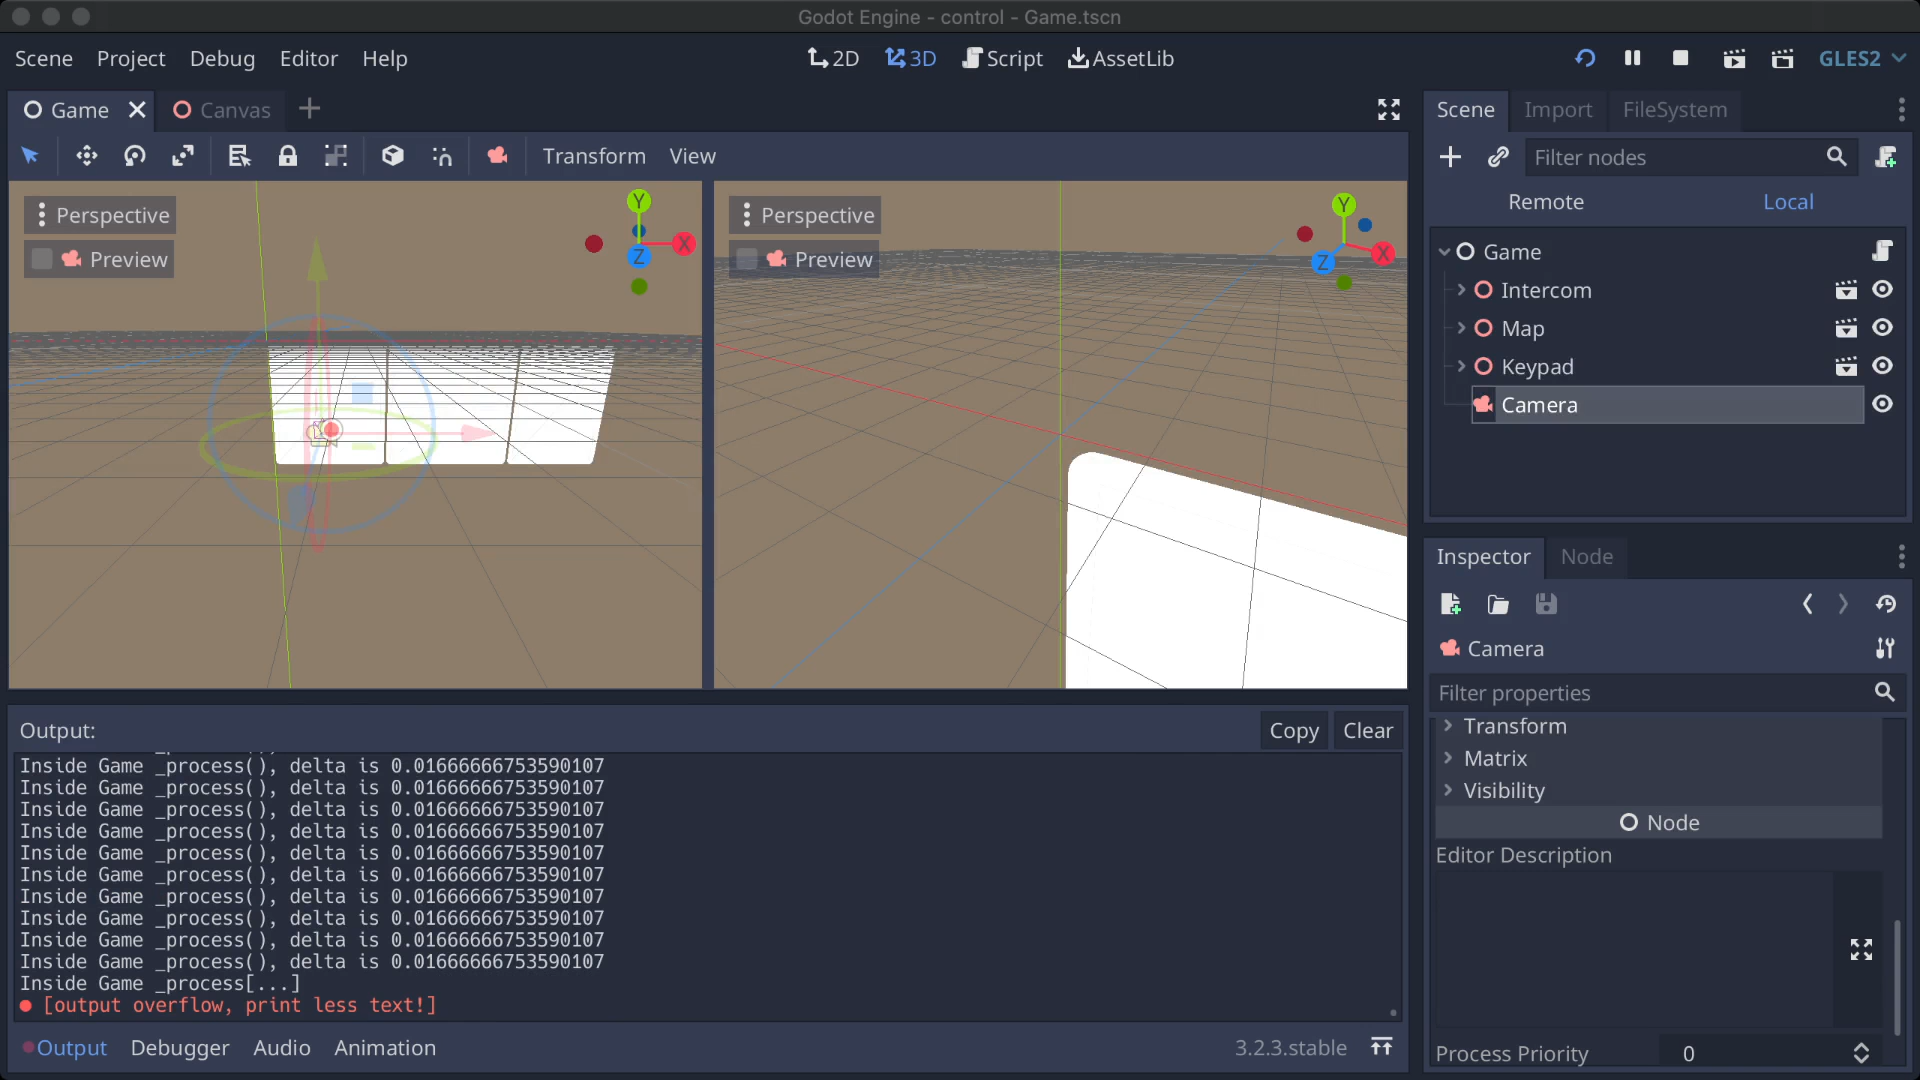 Godot Engine - control - Game.tscn
Scene Project Debug Editor Help
2D 3D Script AssetLib
GLES2
Game Canvas
Transform View
Perspective
Preview
Y
X
Z
Perspective
Preview
Y
X
Z
Scene Import FileSystem
Filter nodes
Remote Local
Game
Intercom
Map
Keypad
Camera
Inspector Node
Camera
Filter properties
Transform
Matrix
Visibility
Node
Editor Description
Process Priority 0
Output:
Copy Clear
Inside Game _process(), delta is 0.01666666753590107
Inside Game _process(), delta is 0.01666666753590107
Inside Game _process(), delta is 0.01666666753590107
Inside Game _process(), delta is 0.01666666753590107
Inside Game _process(), delta is 0.01666666753590107
Inside Game _process(), delta is 0.01666666753590107
Inside Game _process(), delta is 0.01666666753590107
Inside Game _process(), delta is 0.01666666753590107
Inside Game _process(), delta is 0.01666666753590107
Inside Game _process(), delta is 0.01666666753590107
Inside Game _process[...]
[output overflow, print less text!]
Output Debugger Audio Animation
3.2.3.stable